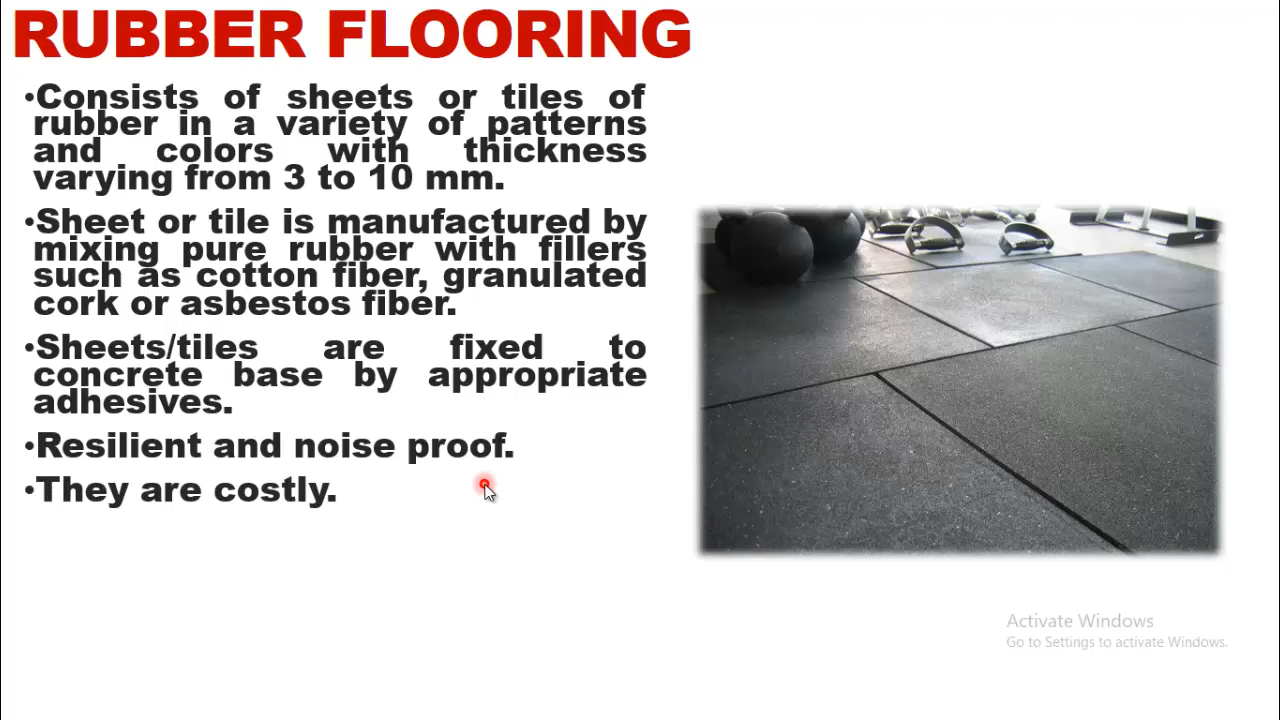 RUBBER FLOORING
•Consists of sheets or tiles of
rubber in a variety of patterns
and colors with thickness
varying from 3 to 10 mm.
•Sheet or tile is manufactured by
mixing pure rubber with fillers
such as cotton fiber, granulated
cork or asbestos fiber.
•Sheets/tiles are fixed to
concrete base by appropriate
adhesives.
•Resilient and noise proof.
•They are costly.
Activate Windows
Go to Settings to activate Windows.